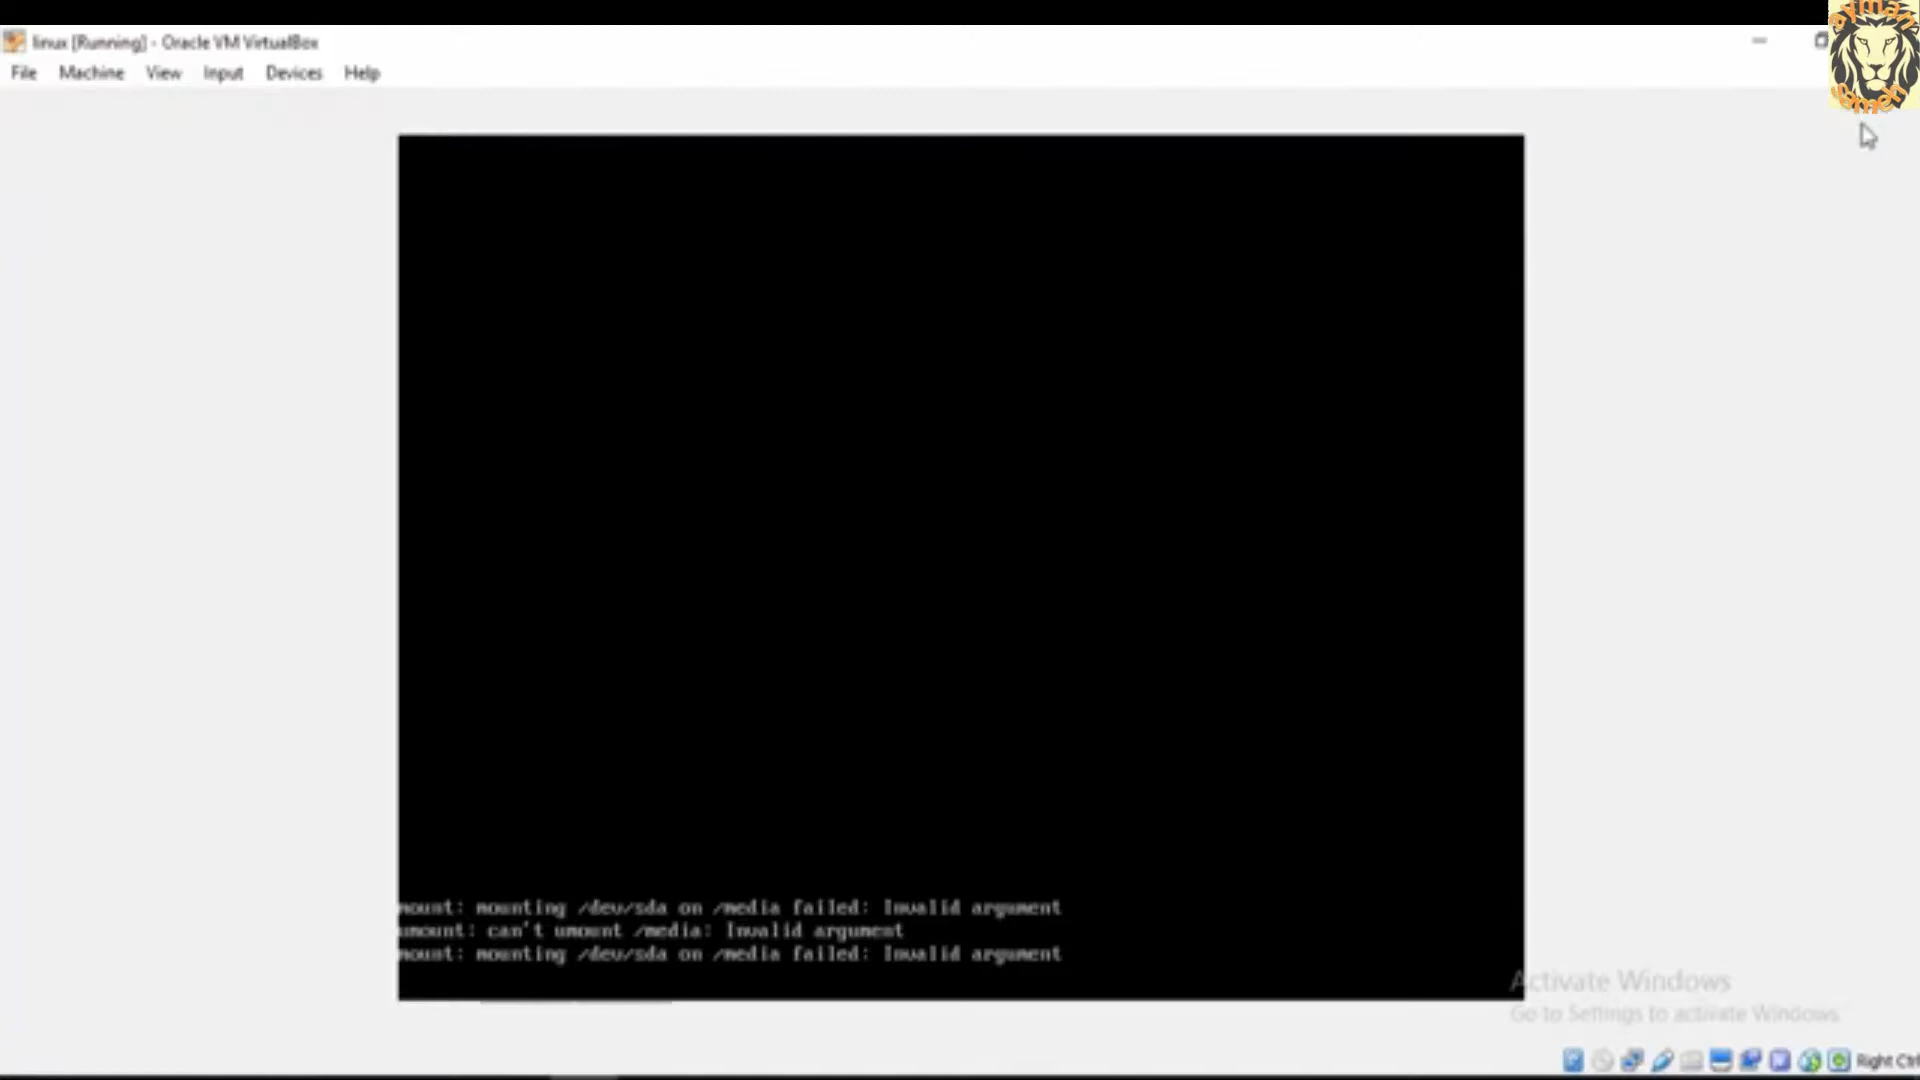 ayman
sameh
linux [Running] - Oracle VM VirtualBox
File Machine View Input Devices Help
mount: mounting /dev/sda on /media failed: Invalid argument
umount: can't umount /media: Invalid argument
mount: mounting /dev/sda on /media failed: Invalid argument
Activate Windows
Go to Settings to activate Windows.
Right Ctrl